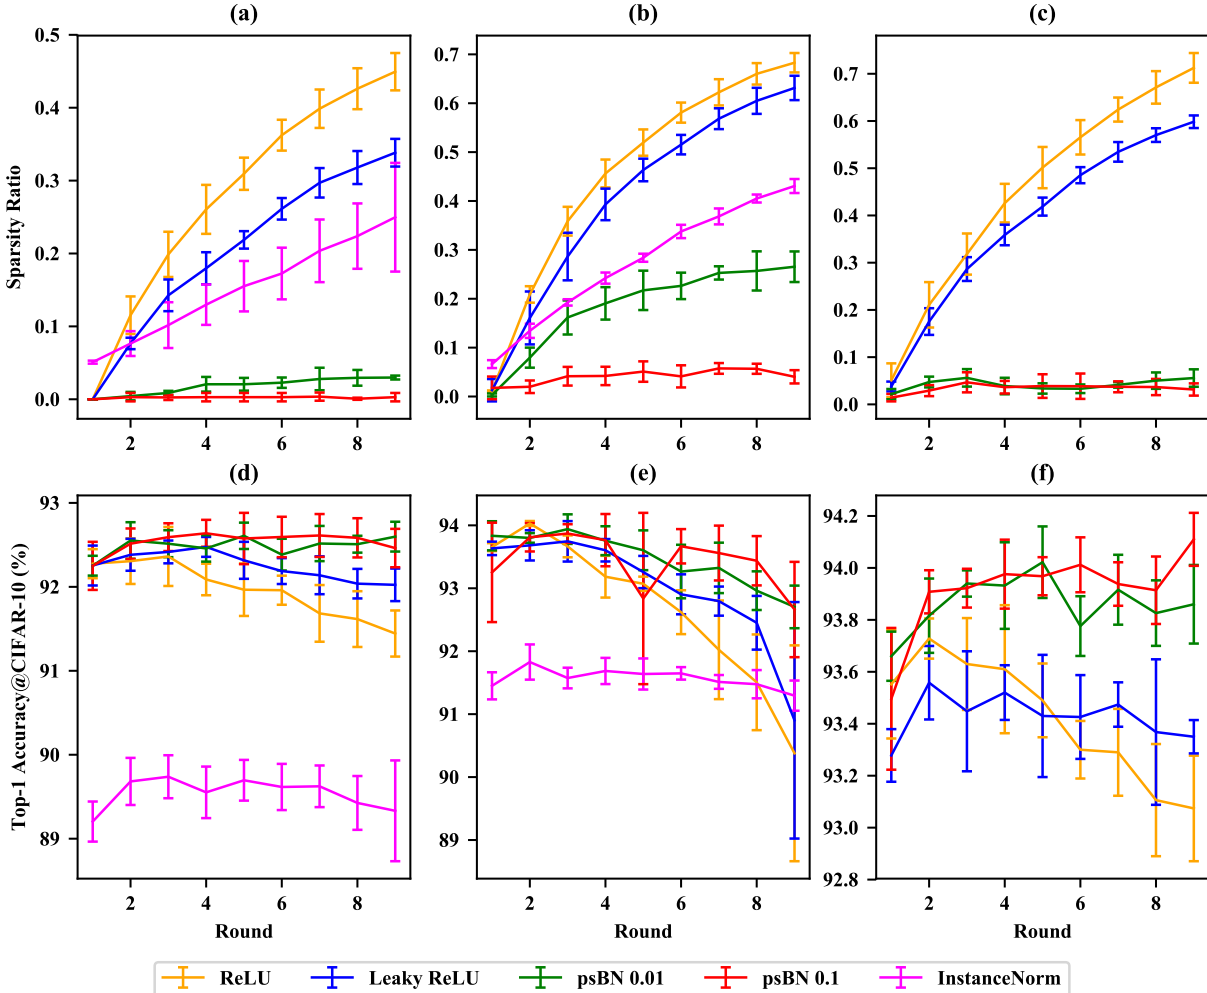 (a) (b) (c)
0.5
0.4
0.3
0.2
0.1
0.0
Sparsity Ratio
2 4 6 8
0.7
0.6
0.5
0.4
0.3
0.2
0.1
0.0
2 4 6 8
0.7
0.6
0.5
0.4
0.3
0.2
0.1
0.0
2 4 6 8
(d) (e) (f)
93
92
91
90
89
Top-1 Accuracy@CIFAR-10 (%)
2 4 6 8
Round
94
93
92
91
90
89
2 4 6 8
Round
94.2
94.0
93.8
93.6
93.4
93.2
93.0
92.8
2 4 6 8
Round
ReLU Leaky ReLU psBN 0.01 psBN 0.1 InstanceNorm